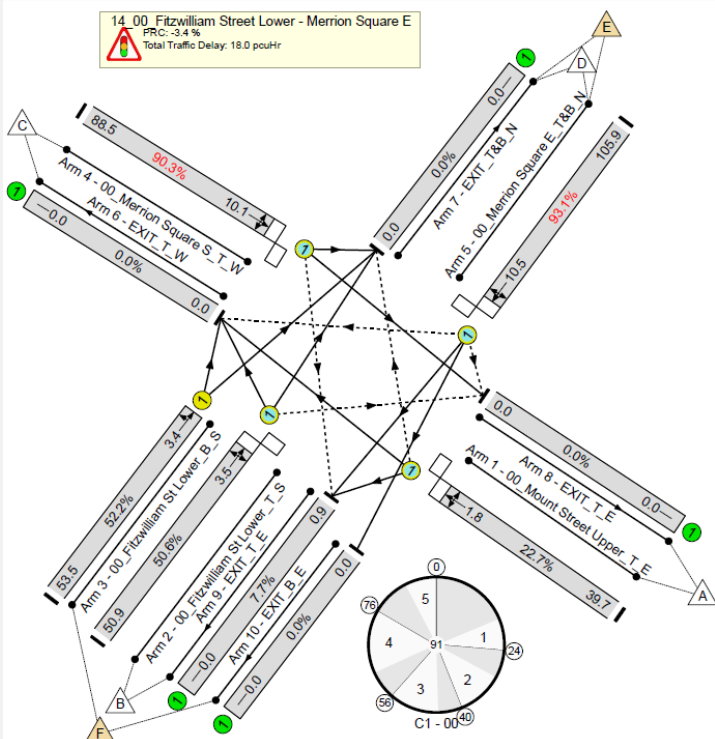 14_00_Fitzwilliam Street Lower - Merrion Square E
PRC: -3.4 %
Total Traffic Delay: 18.0 pcuHr
E
D
C
1
88.5
90.3%
10.1
Arm 4 - 00_Merrion Square S_T_W
Arm 6 - EXIT_T_W
1
0.0
0.0%
0.0
0.0
0.0%
0.0
Arm 7 - EXIT_T&B_N
Arm 5 - 00_Merrion Square E_T&B_N
105.9
93.1%
10.5
1
1
1
1
1
3.4
52.2%
53.5
Arm 3 - 00_Fitzwilliam St Lower_B_S
3.5
50.6%
50.9
Arm 2 - 00_Fitzwilliam St Lower_T_S
Arm 9 - EXIT_T_E
0.9
7.7%
0.0
Arm 10 - EXIT_B_E
0.0
0.0%
0.0
0.0
0.0%
0.0
Arm 8 - EXIT_T_E
Arm 1 - 00_Mount Street Upper_T_E
1.8
22.7%
39.7
1
A
B
F
1
1
0
5
76
1
91
24
4
2
3
56
40
C1 - 00